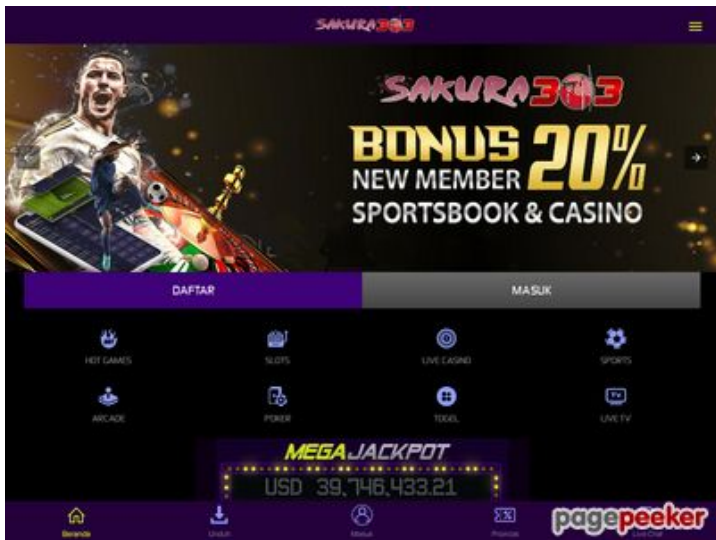 SAKURA303
SAKURA303
BONUS 20%
NEW MEMBER
SPORTSBOOK & CASINO
DAFTAR MASUK
HOT GAMES SLOTS LIVE CASINO SPORTS
ARCADE POKER TOGEL LIVE TV
MEGA JACKPOT
USD 39,746,433.21
Beranda Unduh Masuk Promosi Live Chat
pagepeeker